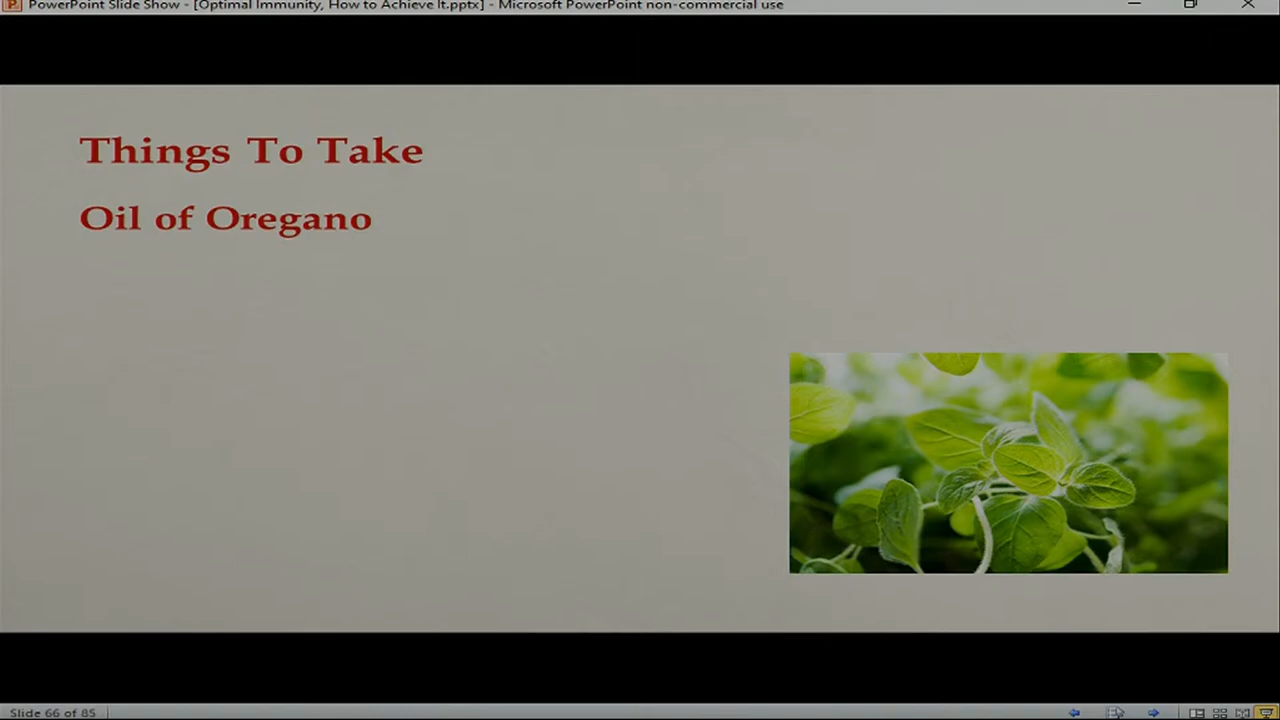 PowerPoint Slide Show - [Optimal Immunity, How to Achieve It.pptx] - Microsoft PowerPoint non-commercial use
Things To Take
Oil of Oregano
Slide 66 of 85